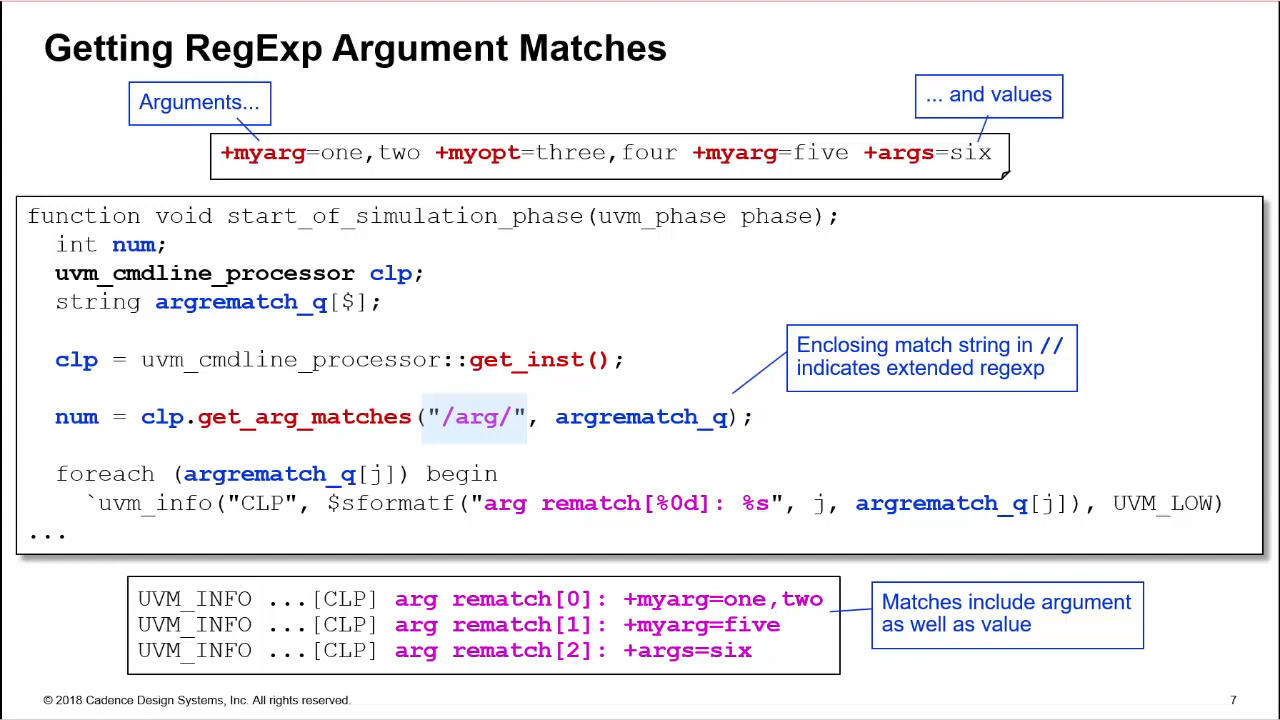 Getting RegExp Argument Matches
Arguments...
... and values
+myarg=one,two +myopt=three,four +myarg=five +args=six
function void start_of_simulation_phase(uvm_phase phase);
int num;
uvm_cmdline_processor clp;
string argrematch_q[$];
clp = uvm_cmdline_processor::get_inst();
Enclosing match string in //
indicates extended regexp
num = clp.get_arg_matches("/arg/", argrematch_q);
foreach (argrematch_q[j]) begin
`uvm_info("CLP", $sformatf("arg rematch[%0d]: %s", j, argrematch_q[j]), UVM_LOW)
...
UVM_INFO ...[CLP] arg rematch[0]: +myarg=one,two
UVM_INFO ...[CLP] arg rematch[1]: +myarg=five
UVM_INFO ...[CLP] arg rematch[2]: +args=six
Matches include argument
as well as value
© 2018 Cadence Design Systems, Inc. All rights reserved.
7